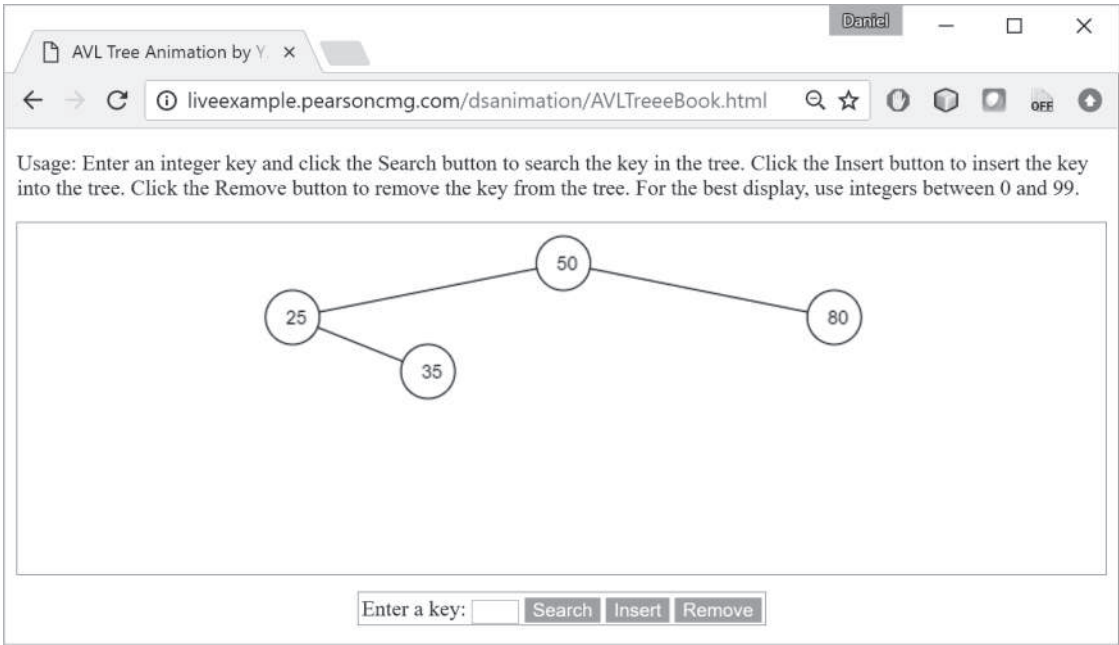 Daniel
AVL Tree Animation by Y.
liveexample.pearsoncmg.com/dsanimation/AVLTreeeBook.html
OFF
Usage: Enter an integer key and click the Search button to search the key in the tree. Click the Insert button to insert the key
into the tree. Click the Remove button to remove the key from the tree. For the best display, use integers between 0 and 99.
50
25
80
35
Enter a key: Search Insert Remove